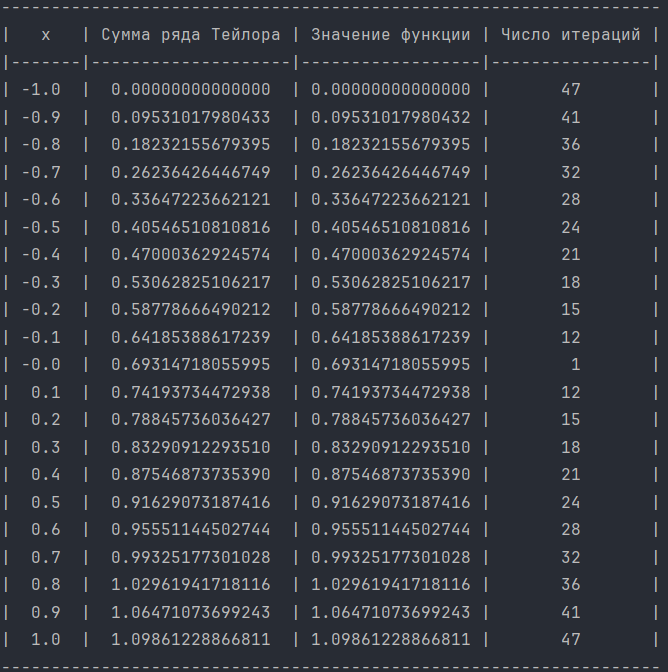 --------------------------------------------------------------------
|   x   | Сумма ряда Тейлора | Значение функции | Число итераций |
|-------|--------------------|------------------|----------------|
| -1.0  |  0.00000000000000  | 0.00000000000000 |       47       |
| -0.9  |  0.09531017980433  | 0.09531017980432 |       41       |
| -0.8  |  0.18232155679395  | 0.18232155679395 |       36       |
| -0.7  |  0.26236426446749  | 0.26236426446749 |       32       |
| -0.6  |  0.33647223662121  | 0.33647223662121 |       28       |
| -0.5  |  0.40546510810816  | 0.40546510810816 |       24       |
| -0.4  |  0.47000362924574  | 0.47000362924574 |       21       |
| -0.3  |  0.53062825106217  | 0.53062825106217 |       18       |
| -0.2  |  0.58778666490212  | 0.58778666490212 |       15       |
| -0.1  |  0.64185388617239  | 0.64185388617239 |       12       |
| -0.0  |  0.69314718055995  | 0.69314718055995 |        1       |
|  0.1  |  0.74193734472938  | 0.74193734472938 |       12       |
|  0.2  |  0.78845736036427  | 0.78845736036427 |       15       |
|  0.3  |  0.83290912293510  | 0.83290912293510 |       18       |
|  0.4  |  0.87546873735390  | 0.87546873735390 |       21       |
|  0.5  |  0.91629073187416  | 0.91629073187416 |       24       |
|  0.6  |  0.95551144502744  | 0.95551144502744 |       28       |
|  0.7  |  0.99325177301028  | 0.99325177301028 |       32       |
|  0.8  |  1.02961941718116  | 1.02961941718116 |       36       |
|  0.9  |  1.06471073699243  | 1.06471073699243 |       41       |
|  1.0  |  1.09861228866811  | 1.09861228866811 |       47       |
--------------------------------------------------------------------